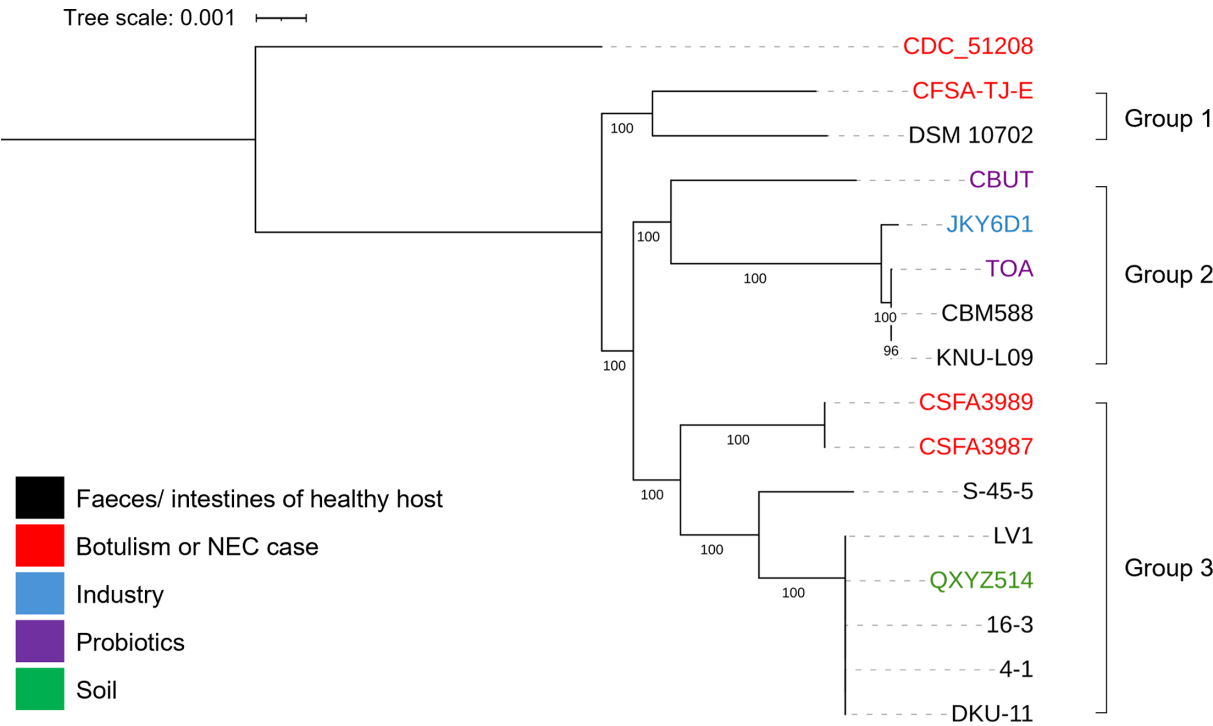 Tree scale: 0.001
CDC_51208
CFSA-TJ-E
Group 1
100
DSM 10702
CBUT
JKY6D1
100
TOA
Group 2
100
CBM588
100
KNU-L09
96
100
CSFA3989
100
CSFA3987
S-45-5
100
LV1
100
Group 3
QXYZ514
100
16-3
4-1
DKU-11
Faeces/ intestines of healthy host
Botulism or NEC case
Industry
Probiotics
Soil